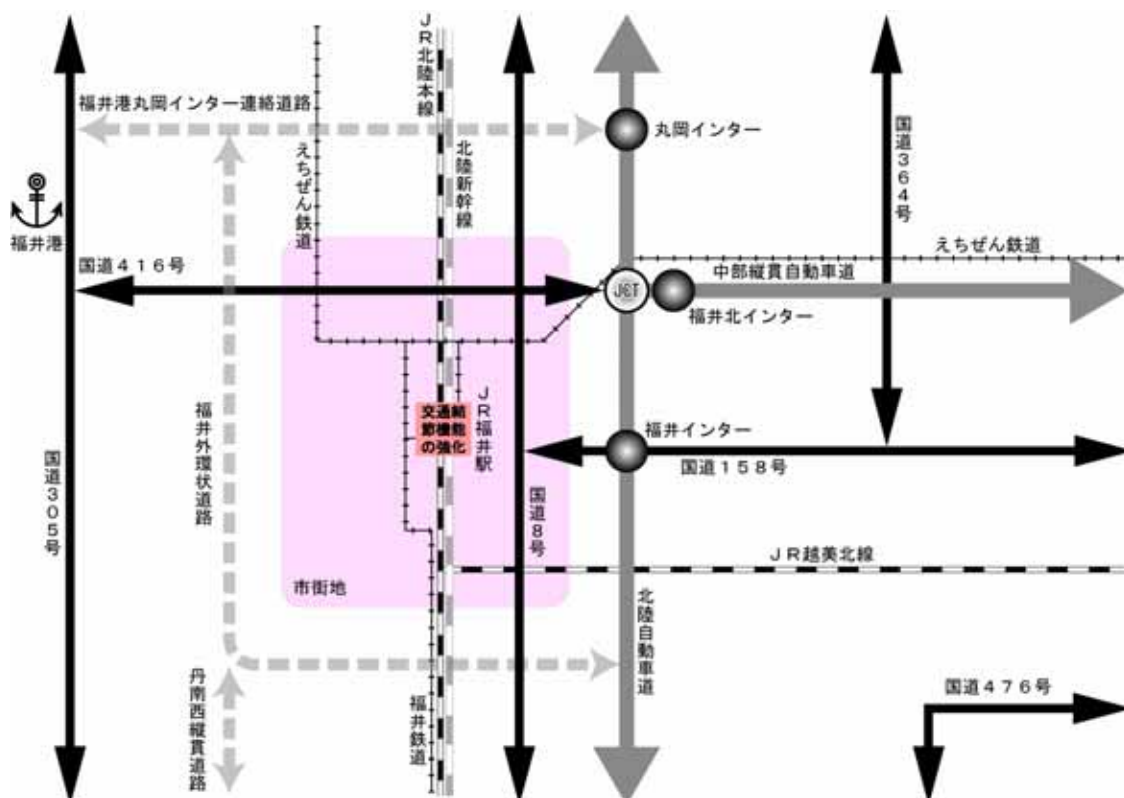 JR北陸本線
福井港丸岡インター連絡道路
丸岡インター
えちぜん鉄道
北陸新幹線
国道364号
福井港
国道416号
えちぜん鉄道
中部縦貫自動車道
JCT
福井北インター
交通結
節機能
の強化
JR福井駅
福井インター
国道158号
福井外環状道路
国道305号
国道8号
JR越美北線
市街地
北陸自動車道
丹南西縦貫道路
福井鉄道
国道476号